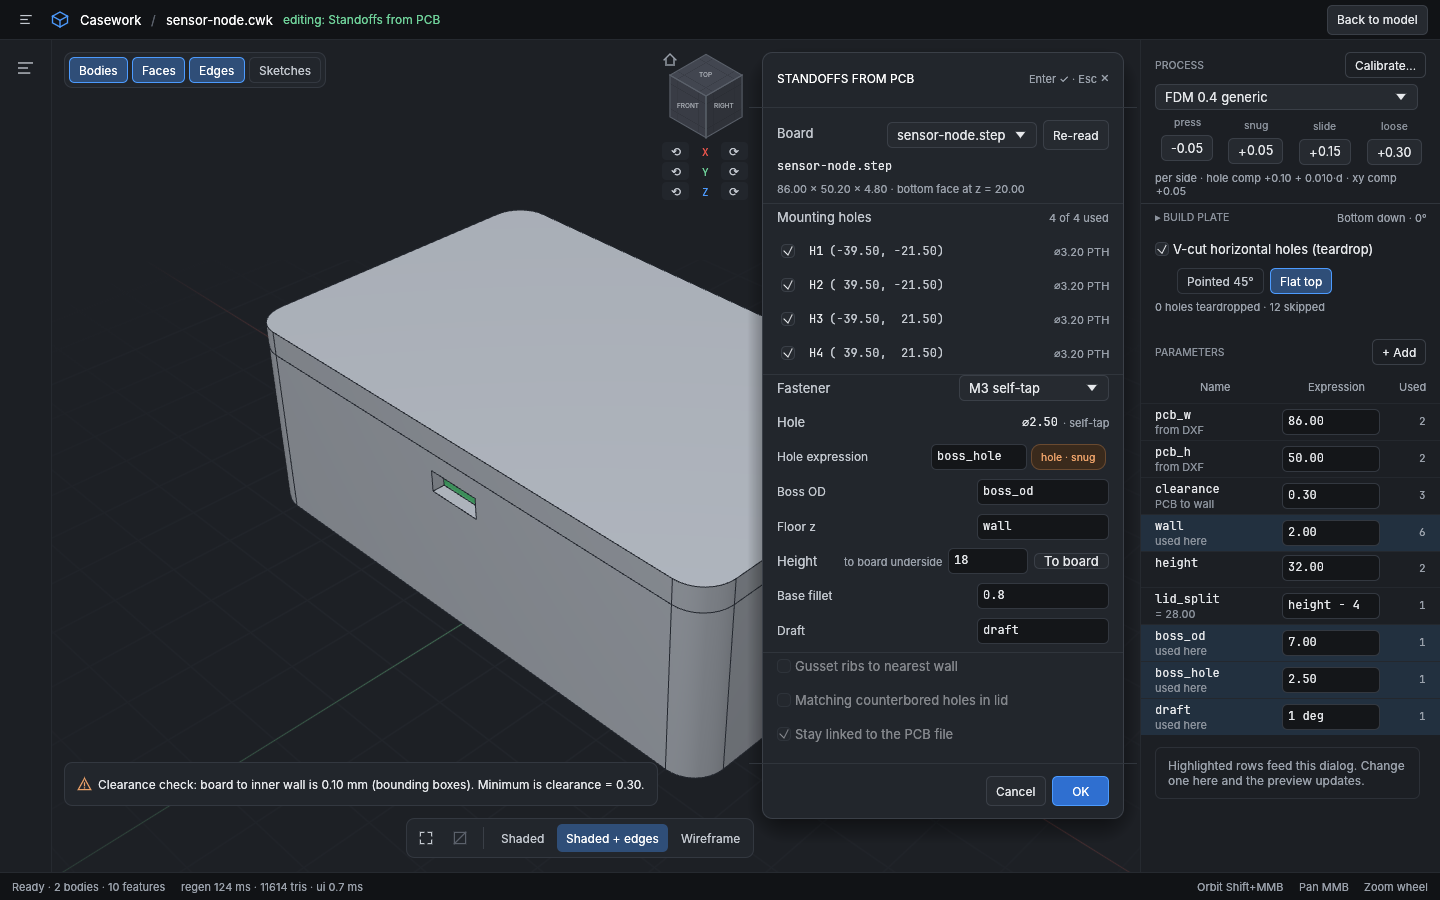 Casework / sensor-node.cwk editing: Standoffs from PCB
Back to model
Bodies
Faces
Edges
Sketches
TOP
FRONT
RIGHT
X
Y
Z
STANDOFFS FROM PCB
Enter ✓ · Esc ×
Board
sensor-node.step
Re-read
sensor-node.step
86.00 × 50.20 × 4.80 · bottom face at z = 20.00
Mounting holes
4 of 4 used
H1 (-39.50, -21.50)
⌀3.20 PTH
H2 ( 39.50, -21.50)
⌀3.20 PTH
H3 (-39.50,  21.50)
⌀3.20 PTH
H4 ( 39.50,  21.50)
⌀3.20 PTH
Fastener
M3 self-tap
Hole
⌀2.50 · self-tap
Hole expression
boss_hole
hole · snug
Boss OD
boss_od
Floor z
wall
Height
to board underside
18
To board
Base fillet
0.8
Draft
draft
Gusset ribs to nearest wall
Matching counterbored holes in lid
Stay linked to the PCB file
Cancel
OK
PROCESS
Calibrate...
FDM 0.4 generic
press
snug
slide
loose
-0.05
+0.05
+0.15
+0.30
per side · hole comp +0.10 + 0.010·d · xy comp
+0.05
▸ BUILD PLATE
Bottom down · 0°
V-cut horizontal holes (teardrop)
Pointed 45°
Flat top
0 holes teardropped · 12 skipped
PARAMETERS
+ Add
Name
Expression
Used
pcb_w
from DXF
86.00
2
pcb_h
from DXF
50.00
2
clearance
PCB to wall
0.30
3
wall
used here
2.00
6
height
32.00
2
lid_split
= 28.00
height - 4
1
boss_od
used here
7.00
1
boss_hole
used here
2.50
1
draft
used here
1 deg
1
Highlighted rows feed this dialog. Change
one here and the preview updates.
Clearance check: board to inner wall is 0.10 mm (bounding boxes). Minimum is clearance = 0.30.
Shaded
Shaded + edges
Wireframe
Ready · 2 bodies · 10 features
regen 124 ms · 11614 tris · ui 0.7 ms
Orbit Shift+MMB
Pan MMB
Zoom wheel